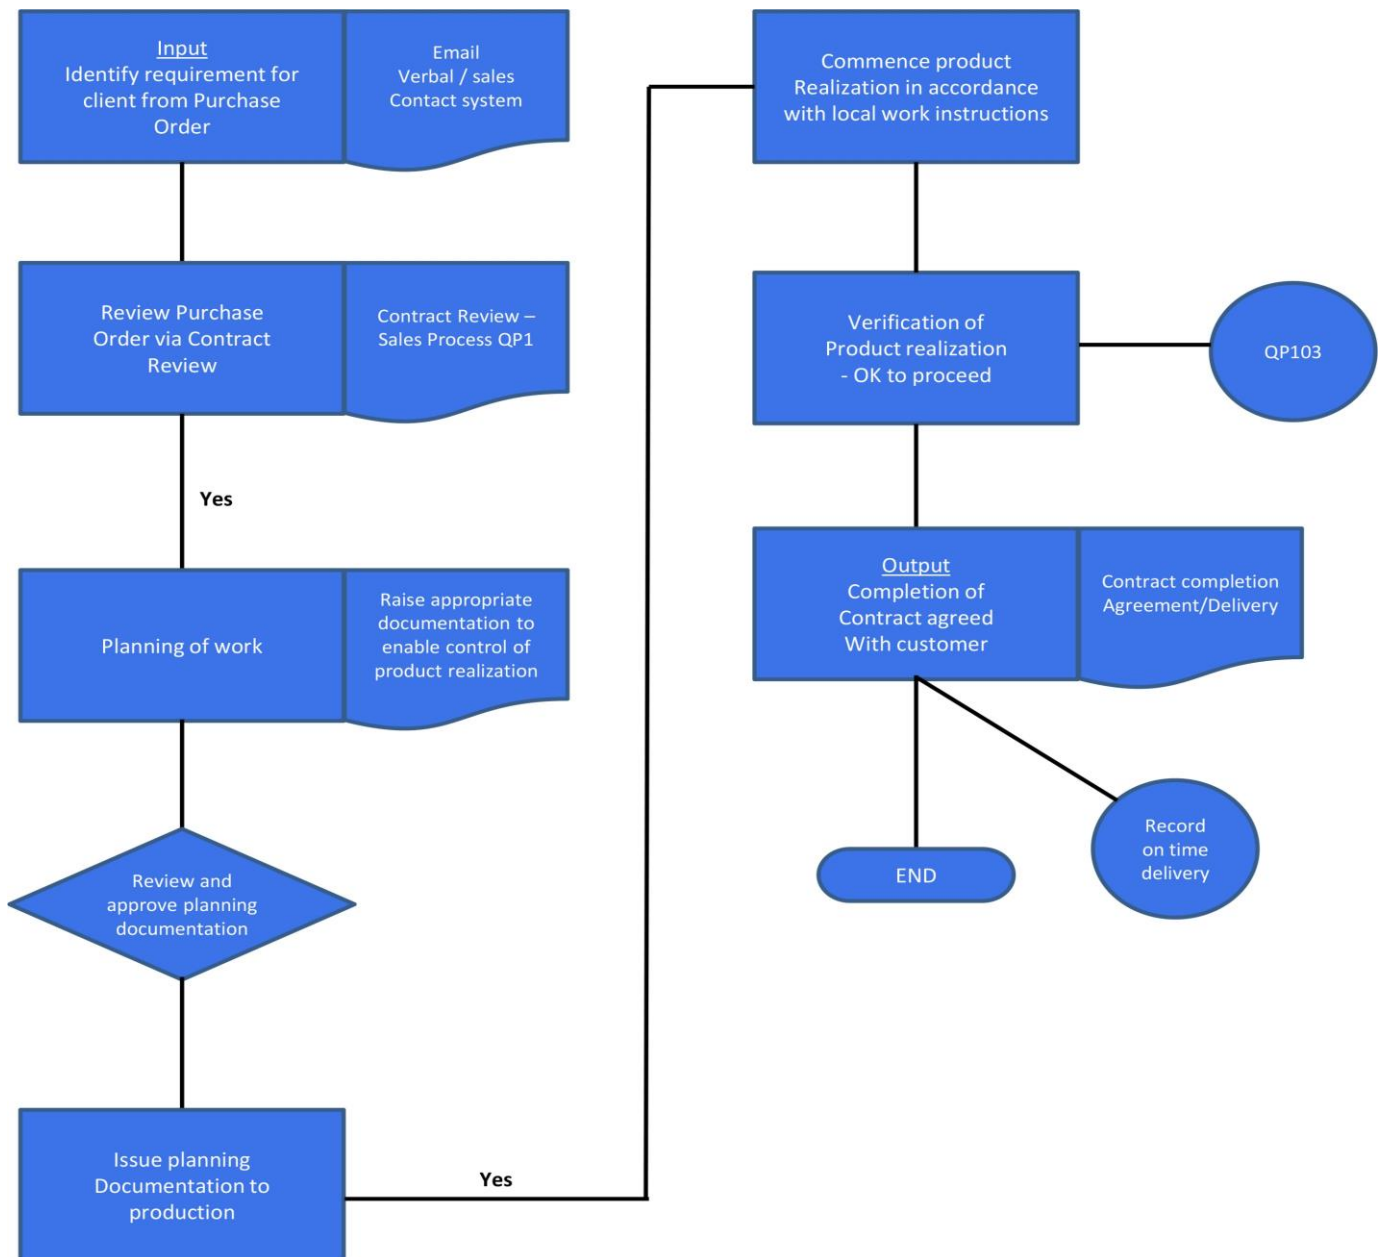 Input
Identify requirement for
client from Purchase
Order
Email
Verbal / sales
Contact system
Review Purchase
Order via Contract
Review
Contract Review –
Sales Process QP1
Yes
Planning of work
Raise appropriate
documentation to
enable control of
product realization
Review and
approve planning
documentation
Issue planning
Documentation to
production
Yes
Commence product
Realization in accordance
with local work instructions
Verification of
Product realization
- OK to proceed
QP103
Output
Completion of
Contract agreed
With customer
Contract completion
Agreement/Delivery
END
Record
on time
delivery